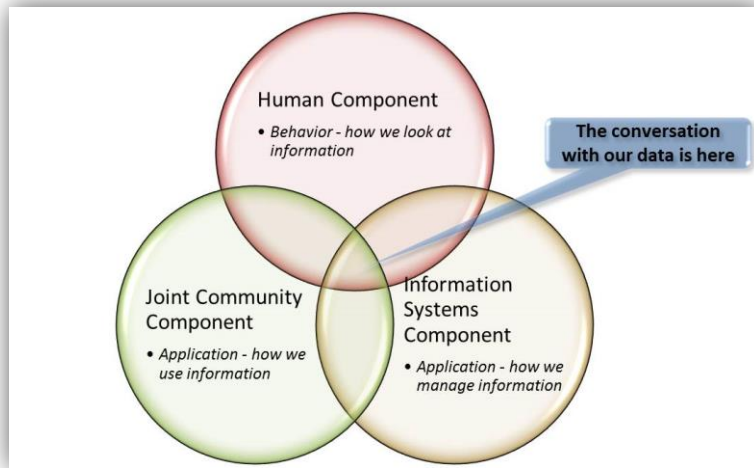 Human Component
• Behavior - how we look at
information
The conversation
with our data is here
Joint Community
Component
• Application - how we
use information
Information
Systems
Component
• Application - how we
manage information